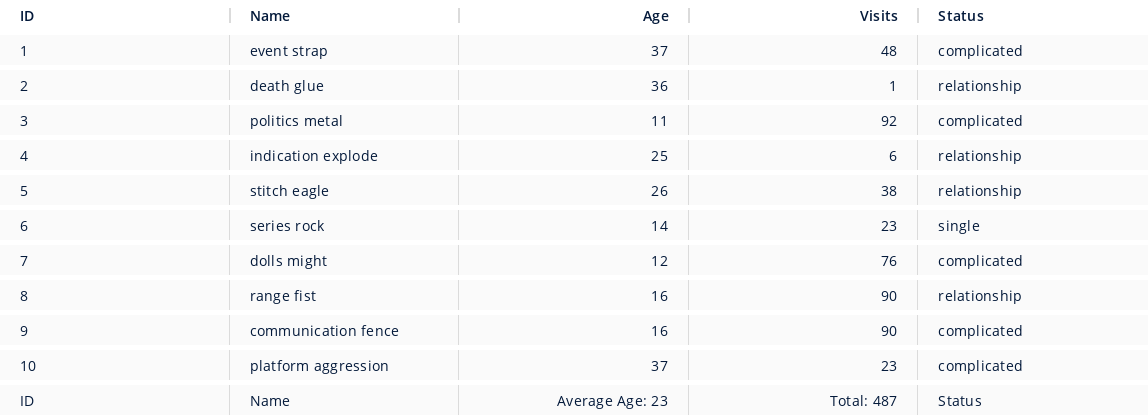 ID Name Age Visits Status
1 event strap 37 48 complicated
2 death glue 36 1 relationship
3 politics metal 11 92 complicated
4 indication explode 25 6 relationship
5 stitch eagle 26 38 relationship
6 series rock 14 23 single
7 dolls might 12 76 complicated
8 range fist 16 90 relationship
9 communication fence 16 90 complicated
10 platform aggression 37 23 complicated
ID Name Average Age: 23 Total: 487 Status